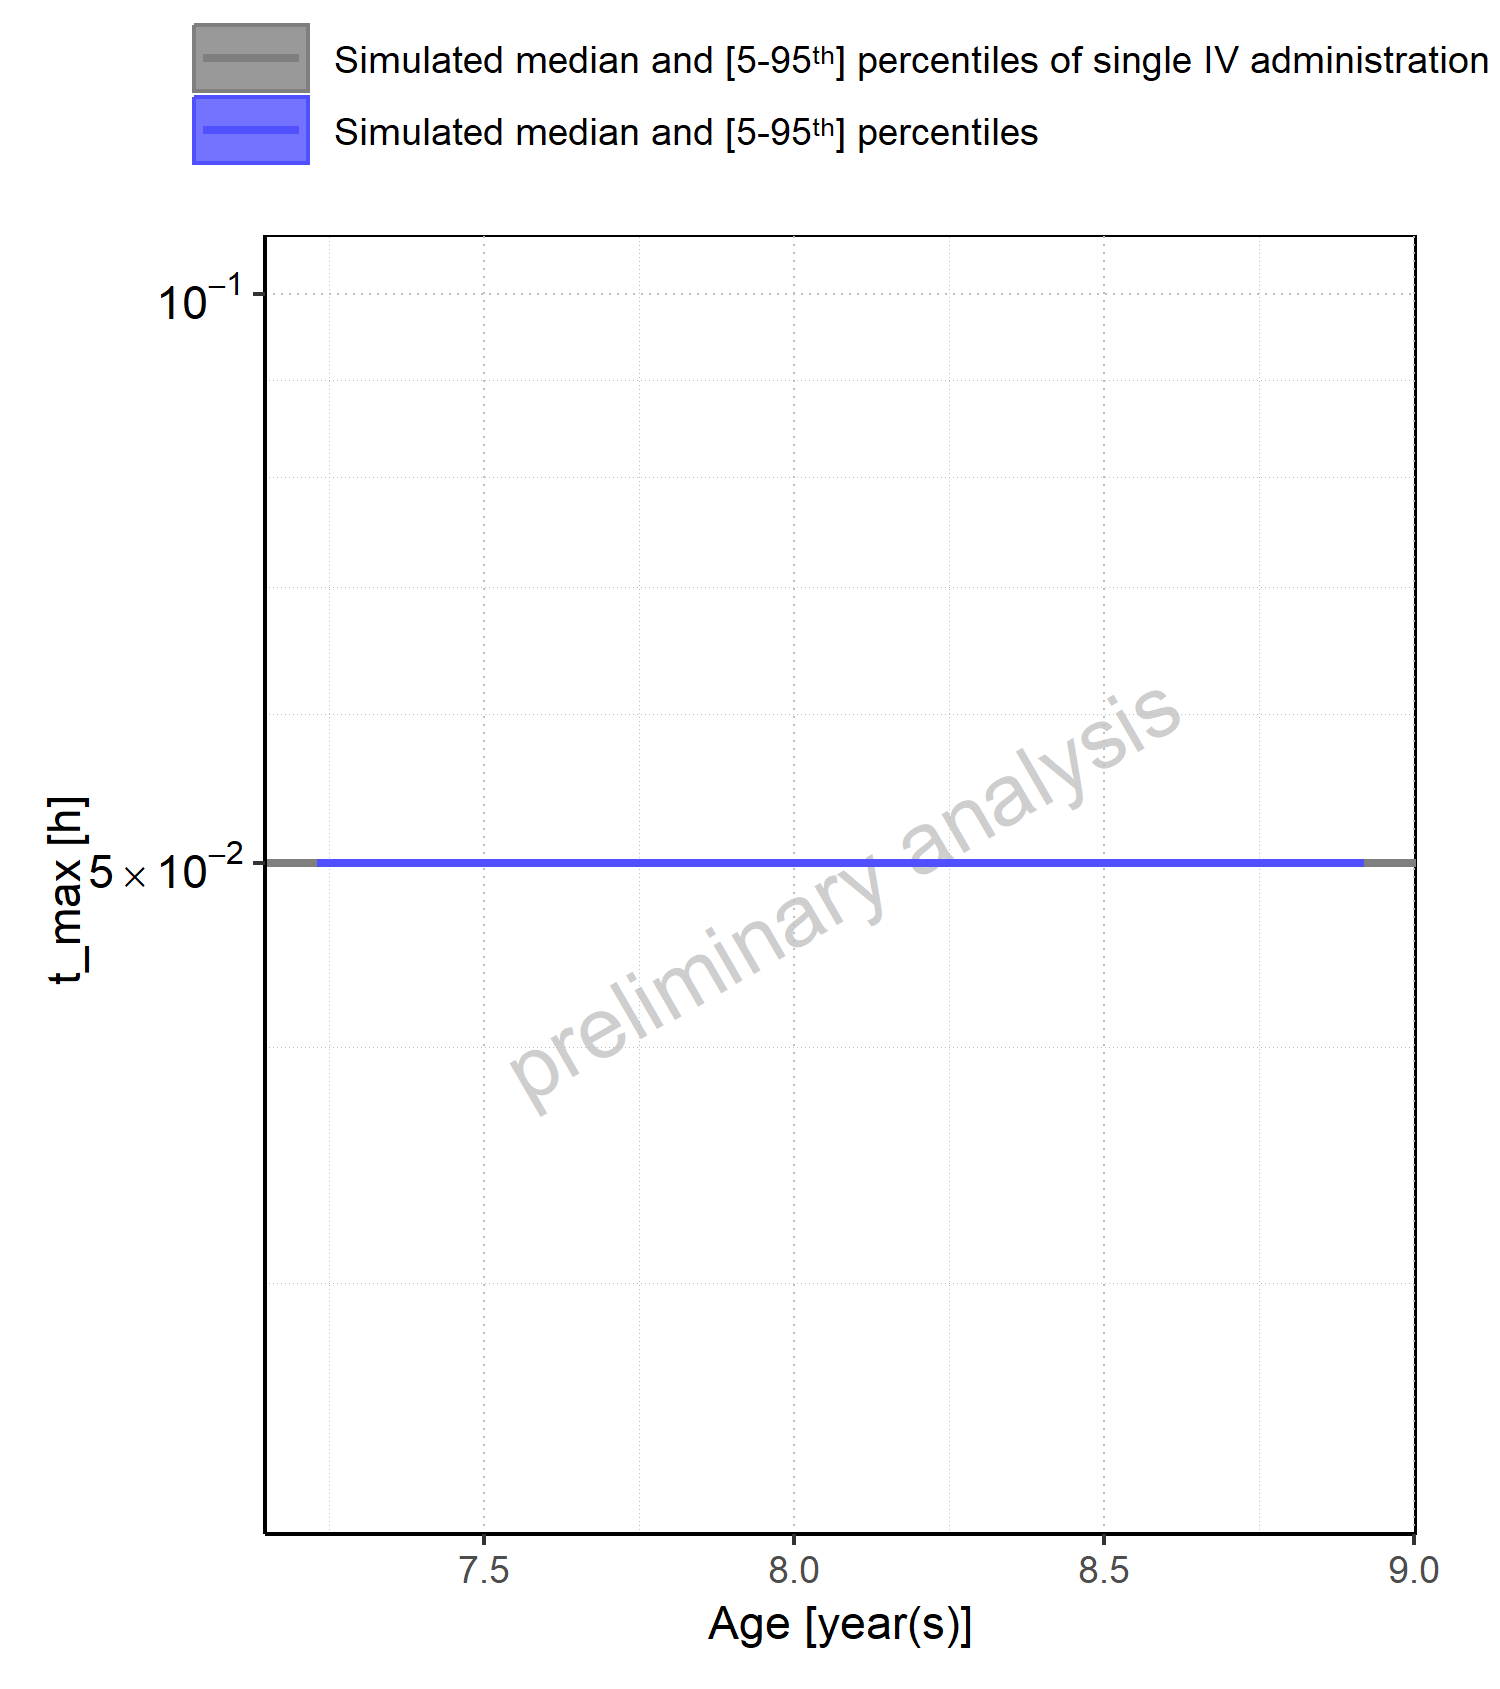 Simulated median and [5-95ᵗʰ] percentiles of single IV administration
Simulated median and [5-95ᵗʰ] percentiles
10⁻¹
t_max [h]
5 × 10⁻²
preliminary analysis
7.5 8.0 8.5 9.0
Age [year(s)]